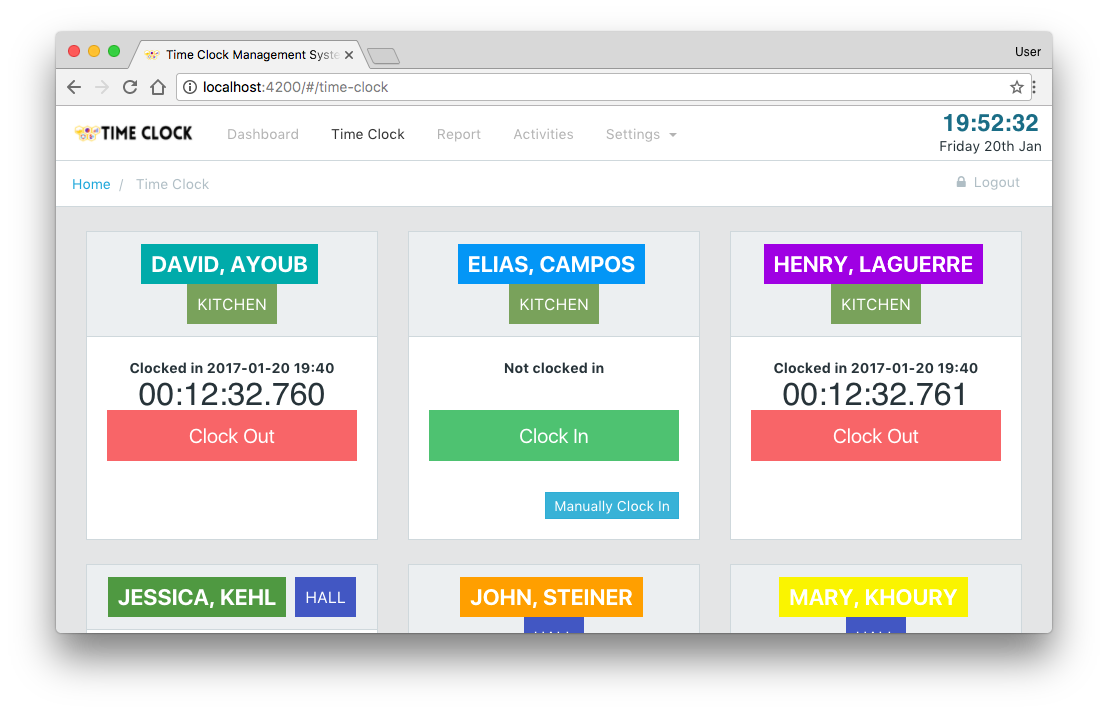 Time Clock Management Syste
User
localhost:4200/#/time-clock
TIME CLOCK
Dashboard
Time Clock
Report
Activities
Settings
19:52:32
Friday 20th Jan
Home / Time Clock
Logout
DAVID, AYOUB
KITCHEN
Clocked in 2017-01-20 19:40
00:12:32.760
Clock Out
ELIAS, CAMPOS
KITCHEN
Not clocked in
Clock In
Manually Clock In
HENRY, LAGUERRE
KITCHEN
Clocked in 2017-01-20 19:40
00:12:32.761
Clock Out
JESSICA, KEHL
HALL
JOHN, STEINER
MARY, KHOURY